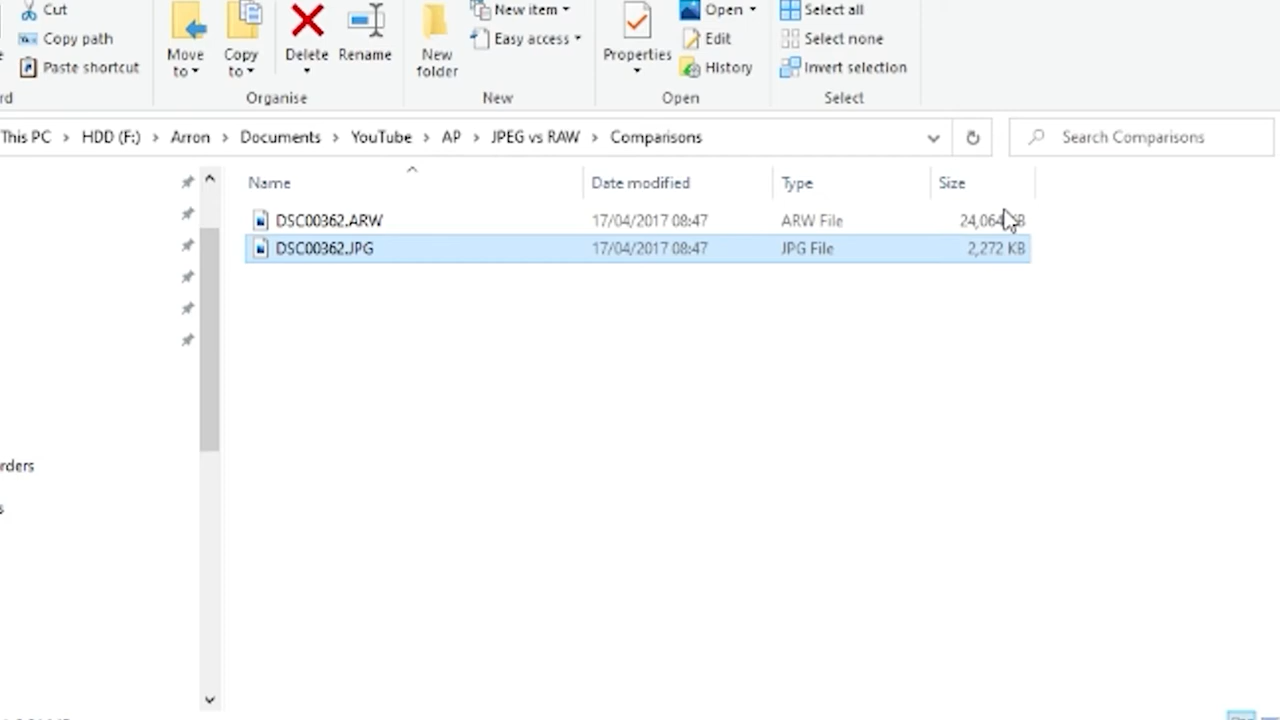 Cut
Copy path
Paste shortcut
Move to
Copy to
Delete
Rename
Organise
New folder
New item
Easy access
New
Properties
Open
Edit
History
Open
Select all
Select none
Invert selection
Select
This PC > HDD (F:) > Arron > Documents > YouTube > AP > JPEG vs RAW > Comparisons
Search Comparisons
Name Date modified Type Size
DSC00362.ARW 17/04/2017 08:47 ARW File 24,064
DSC00362.JPG 17/04/2017 08:47 JPG File 2,272 KB
rders
s